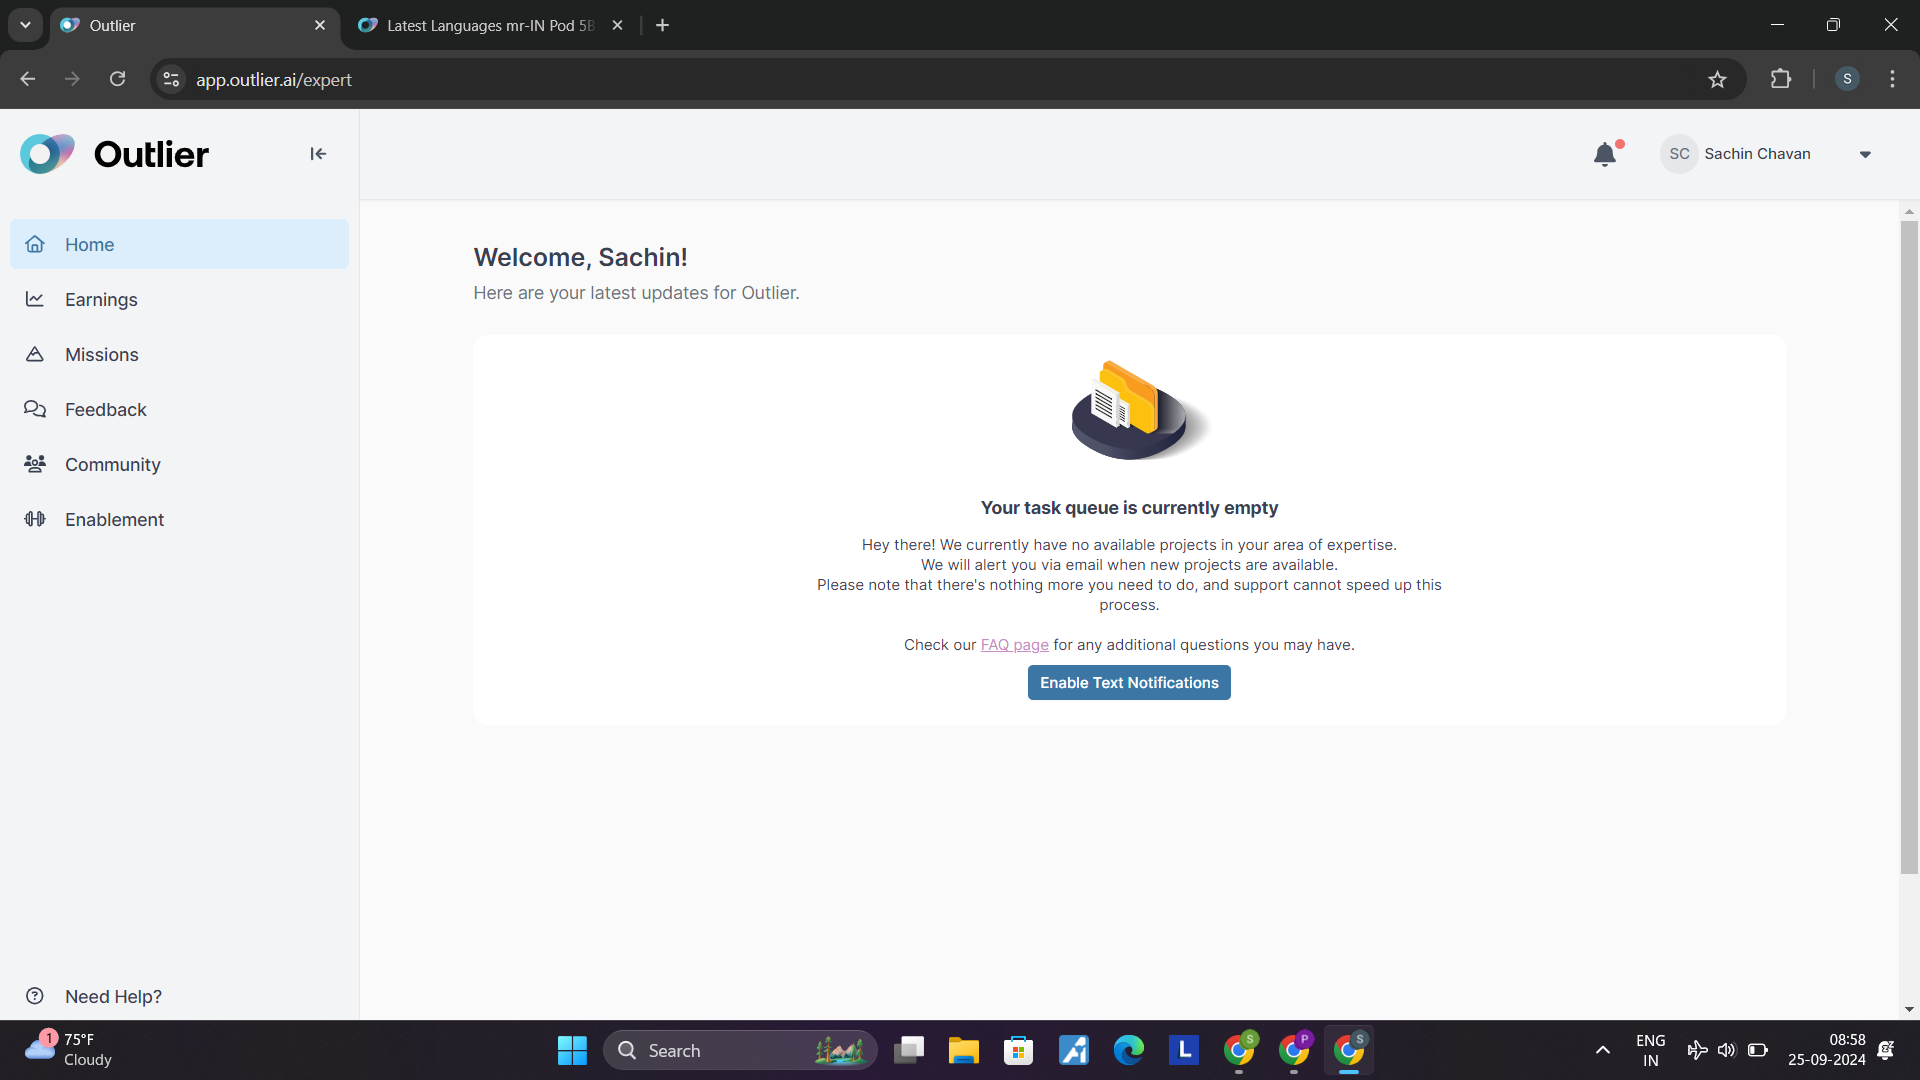 Outlier
Latest Languages mr-IN Pod 5B
S
app.outlier.ai/expert
Outlier
SC
Sachin Chavan
Home
Earnings
Missions
Feedback
Community
Enablement
Need Help?
Welcome, Sachin!
Here are your latest updates for Outlier.
Your task queue is currently empty
Hey there! We currently have no available projects in your area of expertise.
We will alert you via email when new projects are available.
Please note that there's nothing more you need to do, and support cannot speed up this
process.
Check our FAQ page for any additional questions you may have.
Enable Text Notifications
1
75°F
Cloudy
Search
L
S
P
S
ENG
IN
08:58
25-09-2024